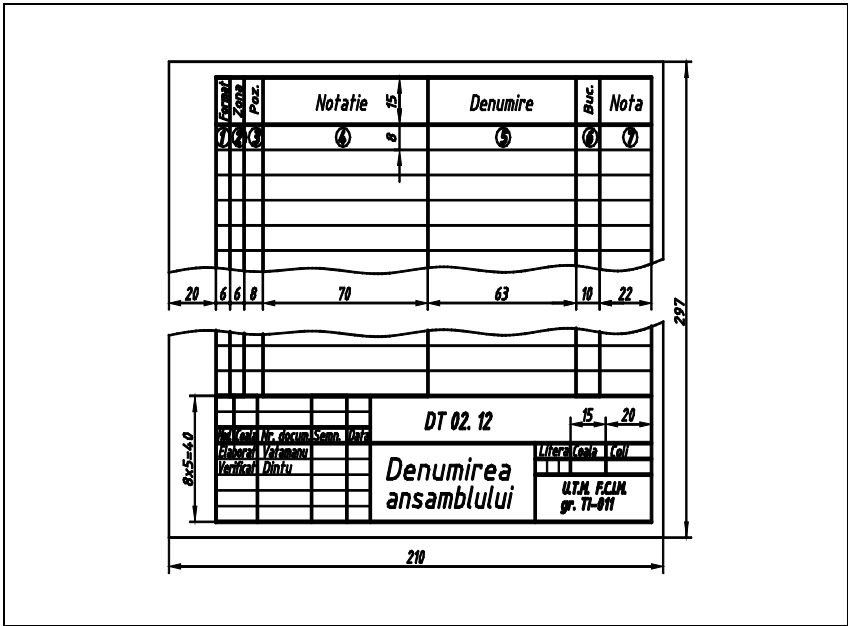 Format Zona Poz. Notatie 15 Denumire Buc. Nota
1 2 3 4 8 5 6 7
20 6 6 8 70 63 10 22
297
DT 02. 12 15 20
8x5=40
Mod. Coala Nr. docum. Semn. Data
Elaborat Vatamanu
Verificat Dintu
Litera Coala Coli
Denumirea
ansamblului
U.T.M. F.C.I.M.
gr. TI-011
210